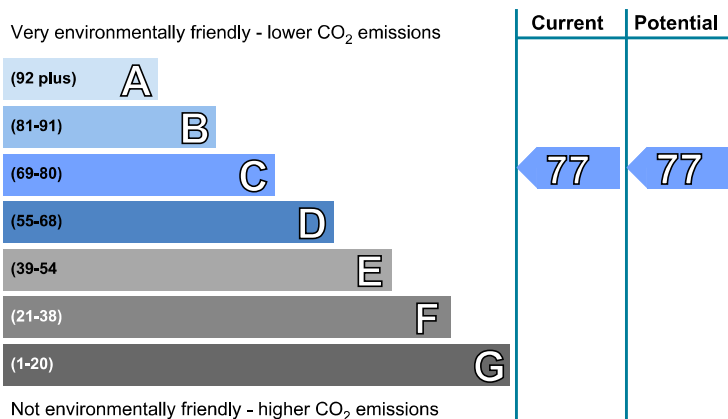 Current Potential
Very environmentally friendly - lower CO₂ emissions
(92 plus) A
(81-91) B
(69-80) C 77 77
(55-68) D
(39-54 E
(21-38) F
(1-20) G
Not environmentally friendly - higher CO₂ emissions